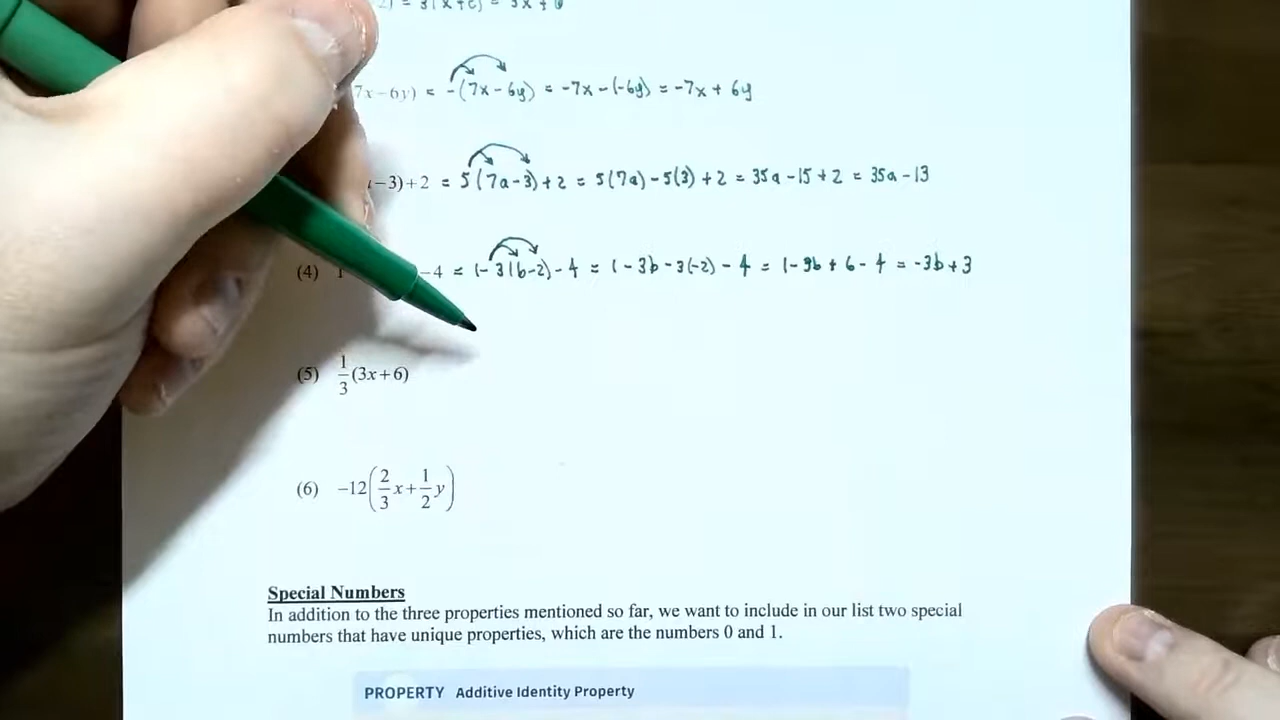 = 3(x+2) = 3x+6
7x−6y) = -(7x-6y) = -7x-(-6y) = -7x+6y
−3)+2 = 5(7a-3)+2 = 5(7a)-5(3)+2 = 35a-15+2 = 35a-13
(4) 1 −4 = 1-3(b-2)-4 = 1-3b-3(-2)-4 = 1-3b+6-4 = -3b+3
(5) 1/3(3x+6)
(6) −12(2/3x+1/2y)
Special Numbers
In addition to the three properties mentioned so far, we want to include in our list two special
numbers that have unique properties, which are the numbers 0 and 1.
PROPERTY Additive Identity Property